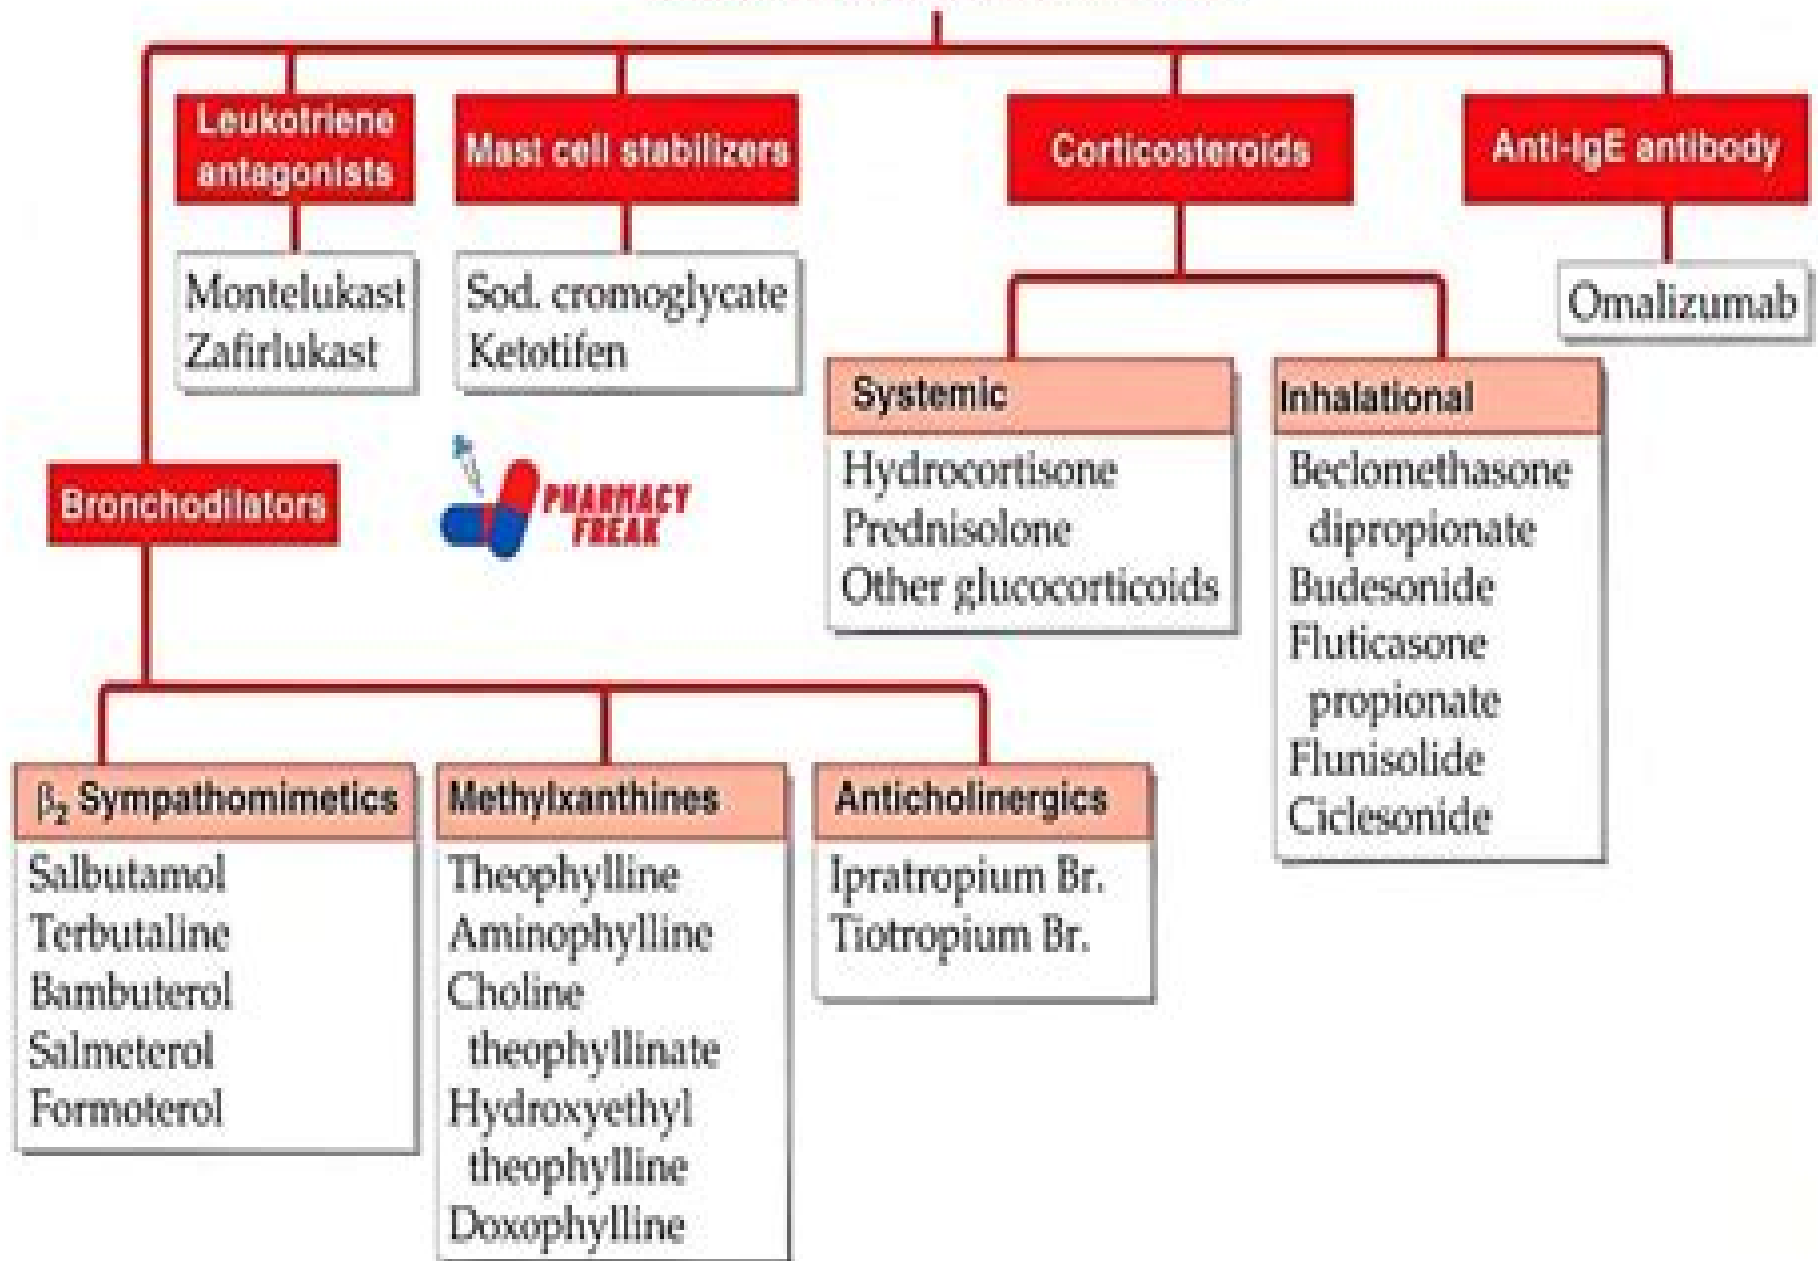 Leukotriene
antagonists
Mast cell stabilizers
Corticosteroids
Anti-IgE antibody
Montelukast
Zafirlukast
Sod. cromoglycate
Ketotifen
Omalizumab
Systemic
Hydrocortisone
Prednisolone
Other glucocorticoids
Inhalational
Beclomethasone
dipropionate
Budesonide
Fluticasone
propionate
Flunisolide
Ciclesonide
Bronchodilators
PHARMACY
FREAK
β₂ Sympathomimetics
Salbutamol
Terbutaline
Bambuterol
Salmeterol
Formoterol
Methylxanthines
Theophylline
Aminophylline
Choline
theophyllinate
Hydroxyethyl
theophylline
Doxophylline
Anticholinergics
Ipratropium Br.
Tiotropium Br.